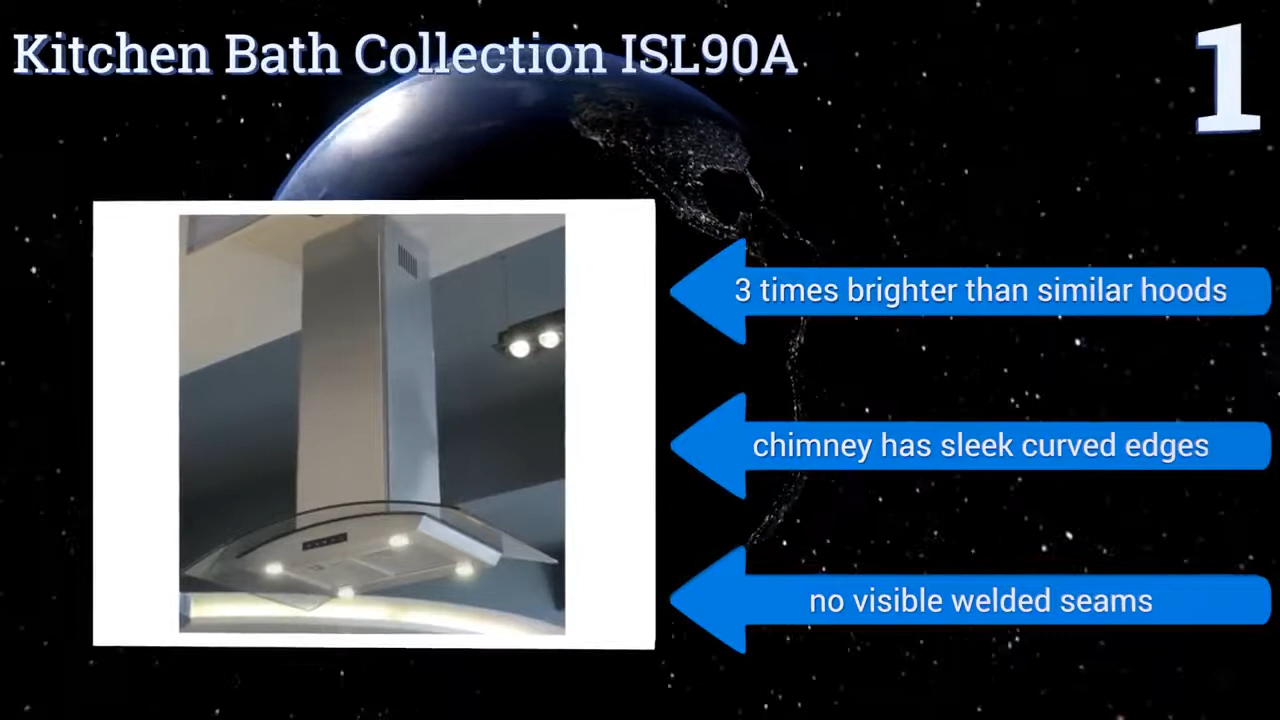 Kitchen Bath Collection ISL90A
1
3 times brighter than similar hoods
chimney has sleek curved edges
no visible welded seams